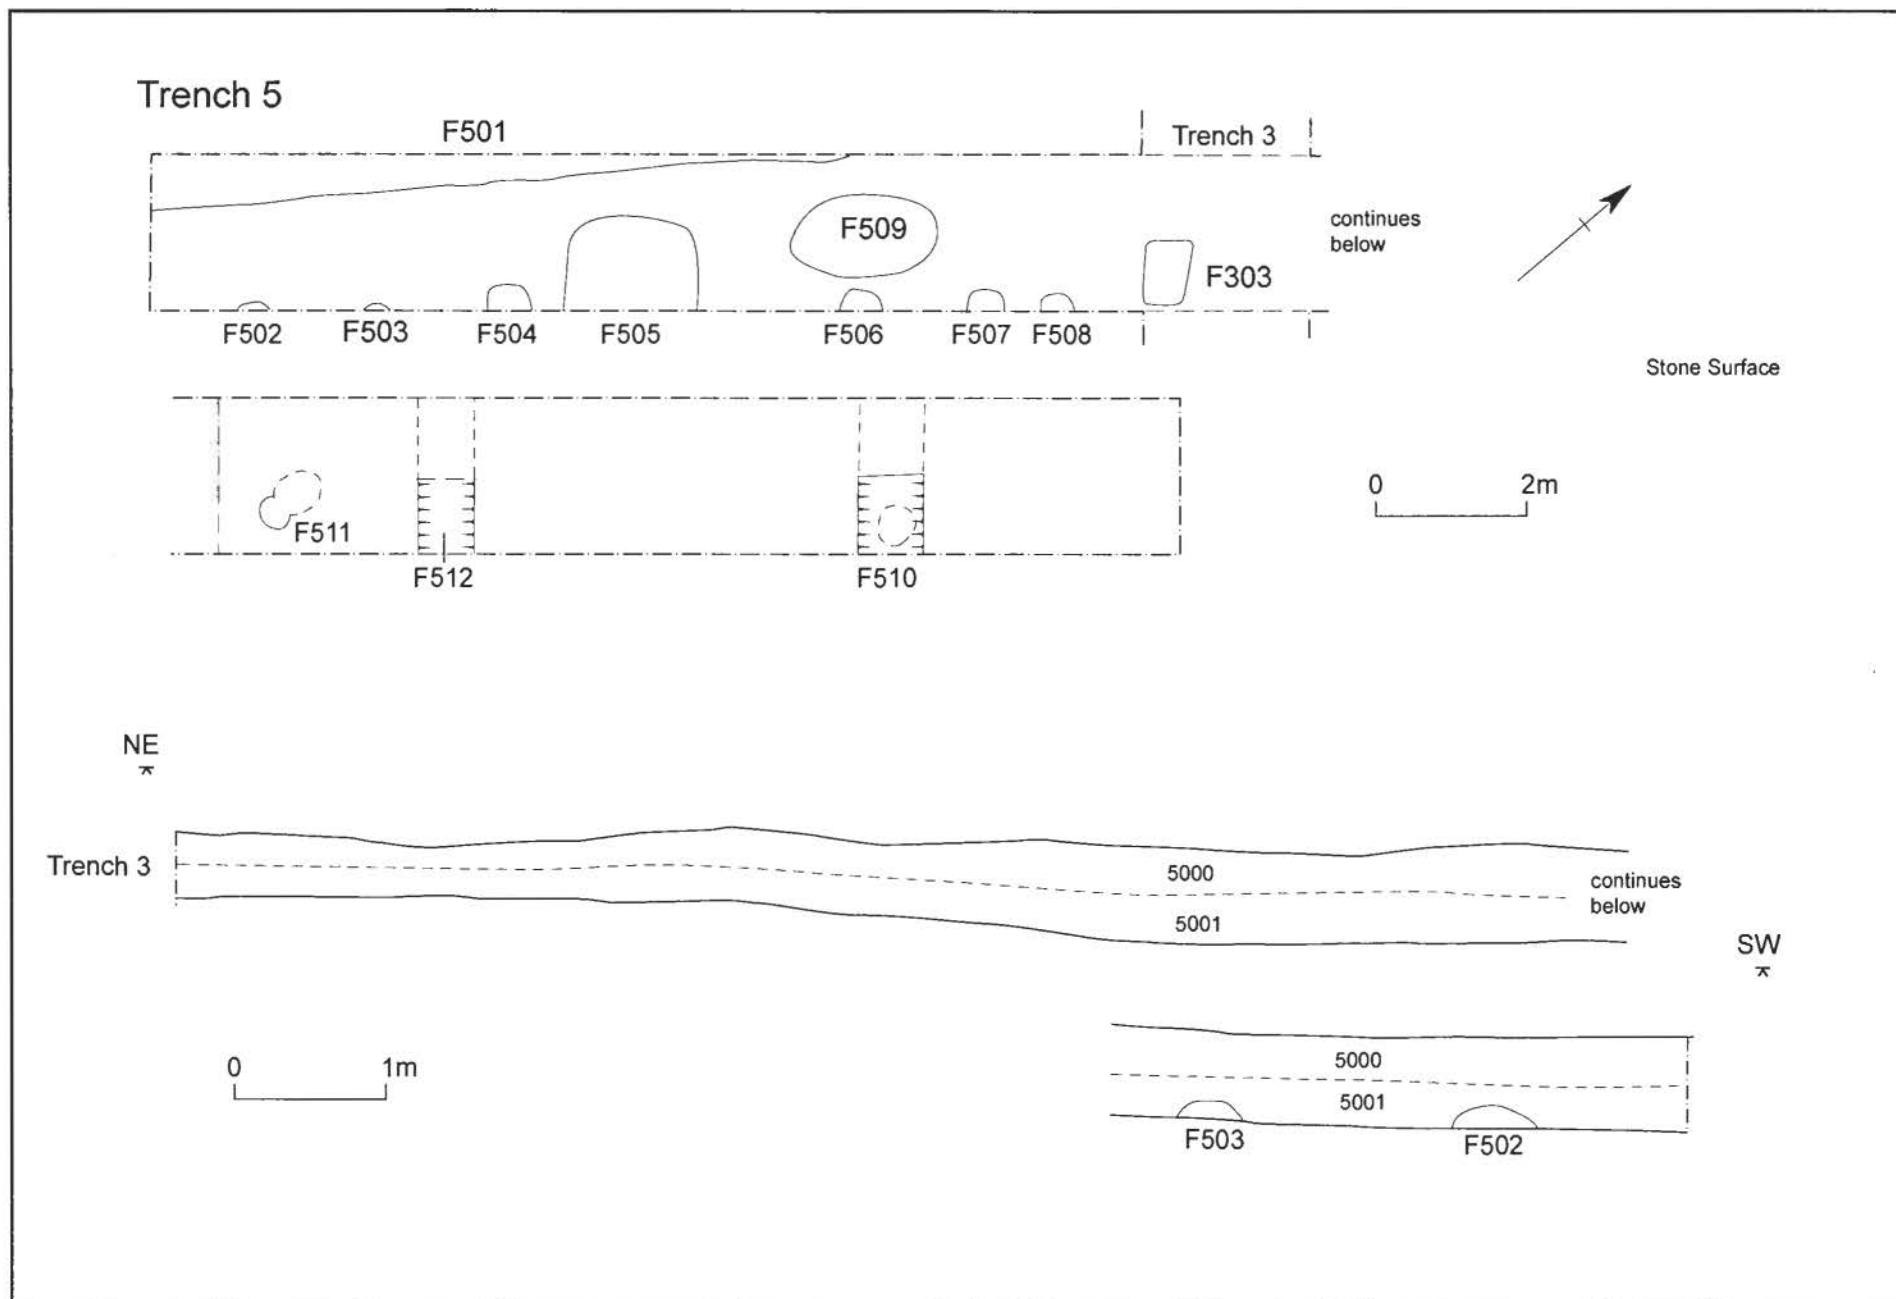 Trench 5
F501
Trench 3
F509
continues
below
F303
F502
F503
F504
F505
F506
F507
F508
Stone Surface
0
2m
F511
F512
F510
NE
Trench 3
5000
continues
below
5001
SW
0
1m
5000
5001
F503
F502